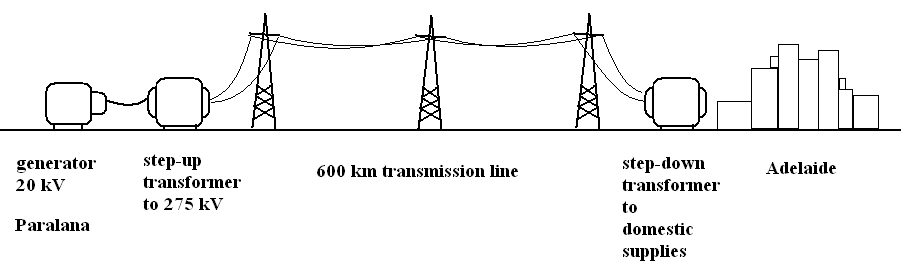 generator
20 kV
Paralana
step-up
transformer
to 275 kV
600 km transmission line
step-down
transformer
to
domestic
supplies
Adelaide